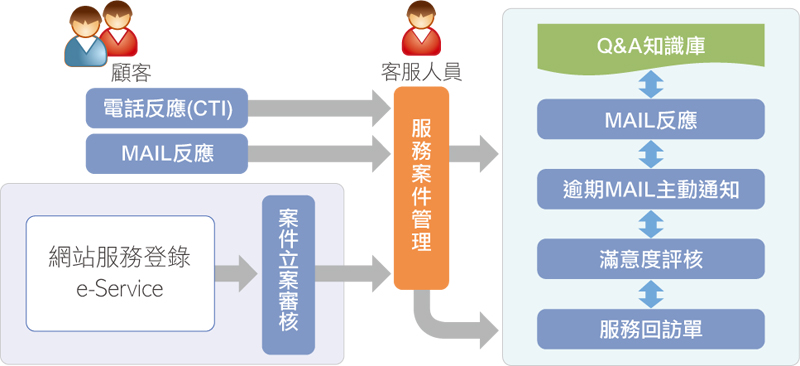 顧客
電話反應(CTI)
MAIL反應
網站服務登錄
e-Service
案件立案審核
客服人員
服務案件管理
Q&A知識庫
MAIL反應
逾期MAIL主動通知
滿意度評核
服務回訪單